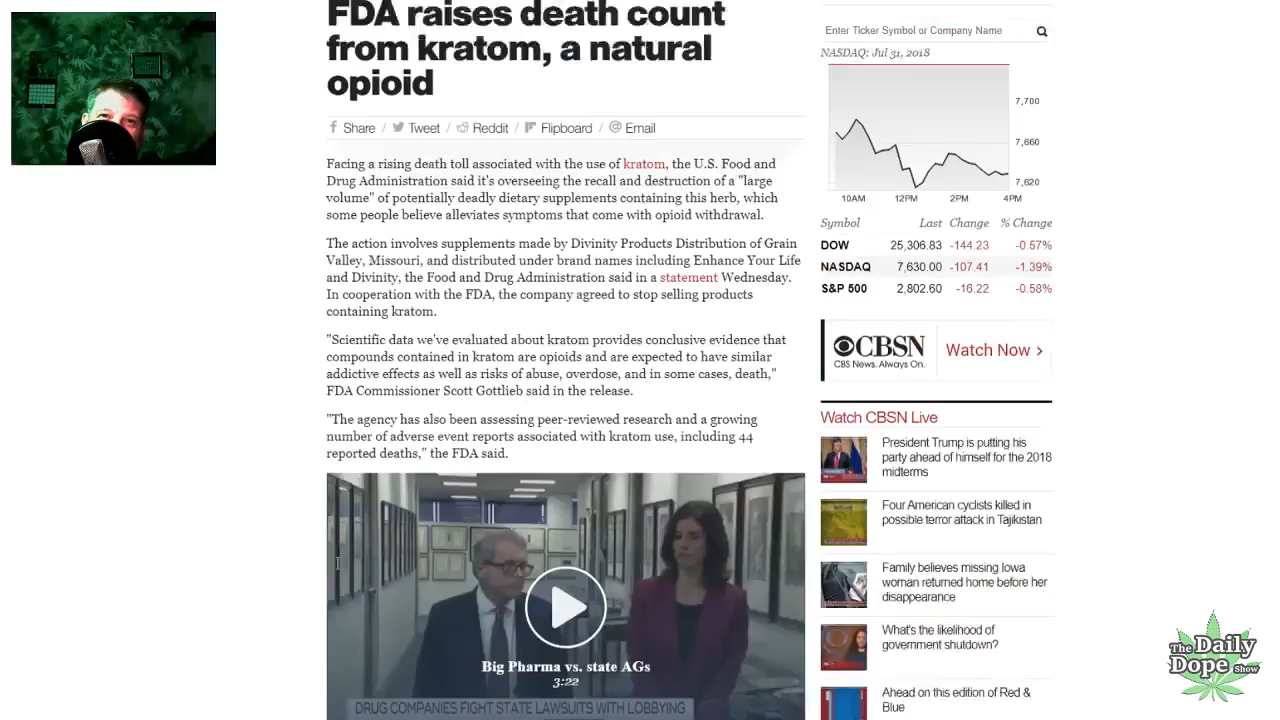 FDA raises death count
from kratom, a natural
opioid
Share / Tweet / Reddit / Flipboard / Email
Facing a rising death toll associated with the use of kratom, the U.S. Food and
Drug Administration said it's overseeing the recall and destruction of a "large
volume" of potentially deadly dietary supplements containing this herb, which
some people believe alleviates symptoms that come with opioid withdrawal.
The action involves supplements made by Divinity Products Distribution of Grain
Valley, Missouri, and distributed under brand names including Enhance Your Life
and Divinity, the Food and Drug Administration said in a statement Wednesday.
In cooperation with the FDA, the company agreed to stop selling products
containing kratom.
"Scientific data we've evaluated about kratom provides conclusive evidence that
compounds contained in kratom are opioids and are expected to have similar
addictive effects as well as risks of abuse, overdose, and in some cases, death,"
FDA Commissioner Scott Gottlieb said in the release.
"The agency has also been assessing peer-reviewed research and a growing
number of adverse event reports associated with kratom use, including 44
reported deaths," the FDA said.
Big Pharma vs. state AGs
3:22
DRUG COMPANIES FIGHT STATE LAWSUITS WITH LOBBYING
Enter Ticker Symbol or Company Name
NASDAQ: Jul 31, 2018
7,700
7,660
7,620
10AM 12PM 2PM 4PM
Symbol Last Change % Change
DOW 25,306.83 -144.23 -0.57%
NASDAQ 7,630.00 -107.41 -1.39%
S&P 500 2,802.60 -16.22 -0.58%
CBSN Watch Now >
CBS News. Always On.
Watch CBSN Live
President Trump is putting his
party ahead of himself for the 2018
midterms
Four American cyclists killed in
possible terror attack in Tajikistan
Family believes missing Iowa
woman returned home before her
disappearance
What's the likelihood of
government shutdown?
Ahead on this edition of Red &
Blue
The Daily
Dope Show